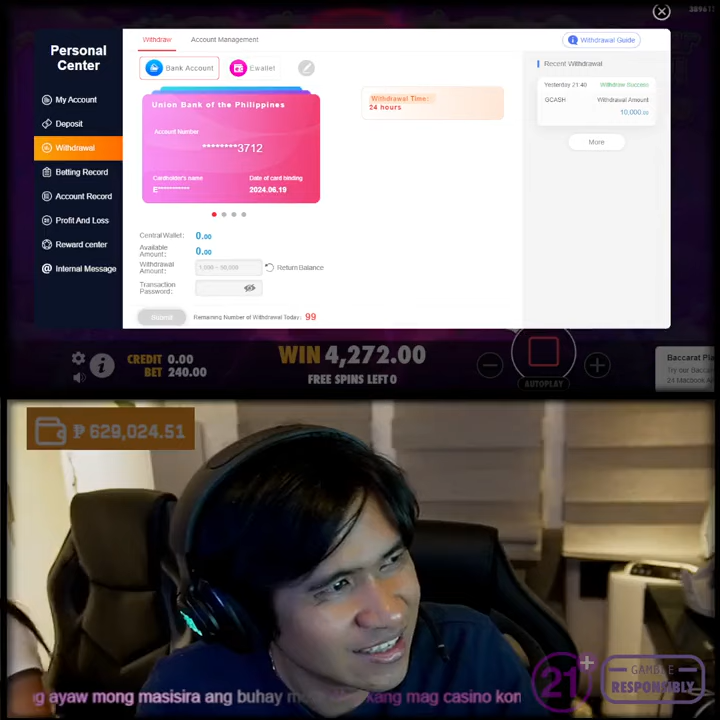 389611
Personal
Center
My Account
Deposit
Withdrawal
Betting Record
Account Record
Profit And Loss
Reward center
Internal Message
Withdraw
Account Management
Withdrawal Guide
Bank Account
Ewallet
Union Bank of the Philippines
Account Number
********3712
Cardholder's name
Date of card binding
E***********
2024.06.19
Withdrawal Time:
24 hours
Recent Withdrawal
Yesterday 21:40
Withdraw Success
GCASH
Withdrawal Amount
10,000.00
More
Central Wallet:
0.00
Available
Amount:
0.00
Withdrawal
Amount:
Return Balance
Transaction
Password:
Submit
Remaining Number of Withdrawal Today: 99
CREDIT 0.00
BET 240.00
WIN 4,272.00
FREE SPINS LEFT 0
AUTOPLAY
Baccarat
Try our
₱ 629,024.51
ng ayaw mong masisira ang buhay
mag casino
21+
GAMBLE
RESPONSIBLY